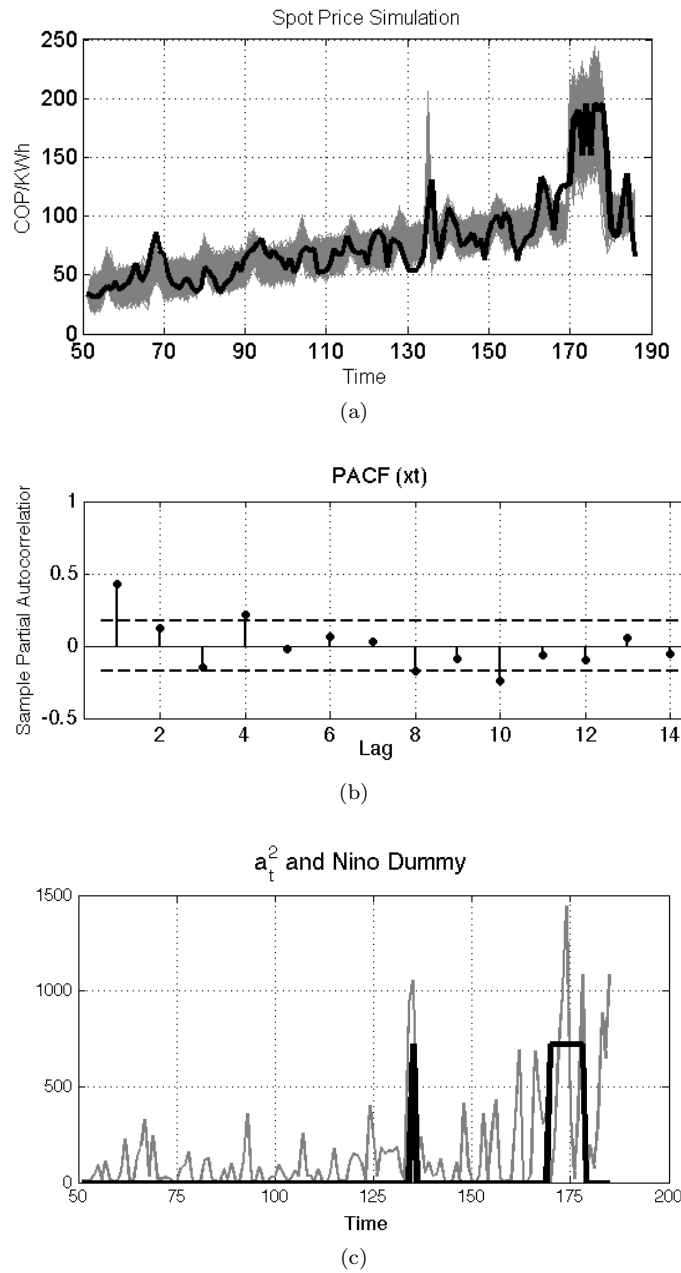 Spot Price Simulation
COP/KWh
250
200
150
100
50
0
50 70 90 110 130 150 170 190
Time
(a)
PACF (xt)
Sample Partial Autocorrelatior
1
0.5
0
-0.5
2 4 6 8 10 12 14
Lag
(b)
a_t^2 and Nino Dummy
1500
1000
500
0
50 75 100 125 150 175 200
Time
(c)